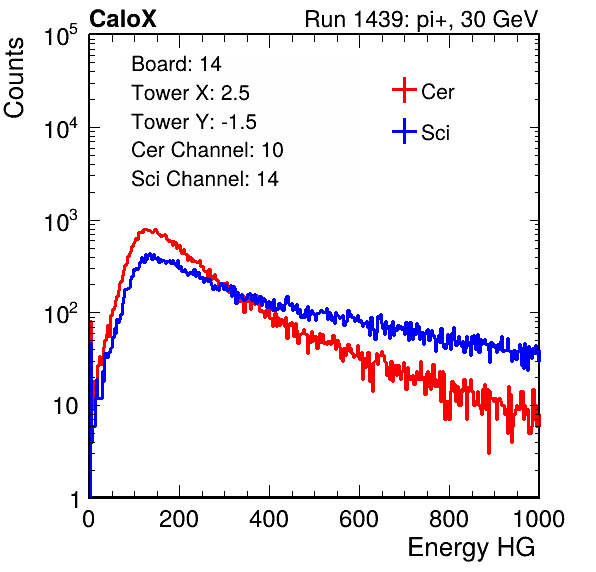 CaloX Run 1439: pi+, 30 GeV
Counts
Board: 14
Tower X: 2.5
Tower Y: -1.5
Cer Channel: 10
Sci Channel: 14
Cer
Sci
10^5
10^4
10^3
10^2
10
1
0 200 400 600 800 1000
Energy HG